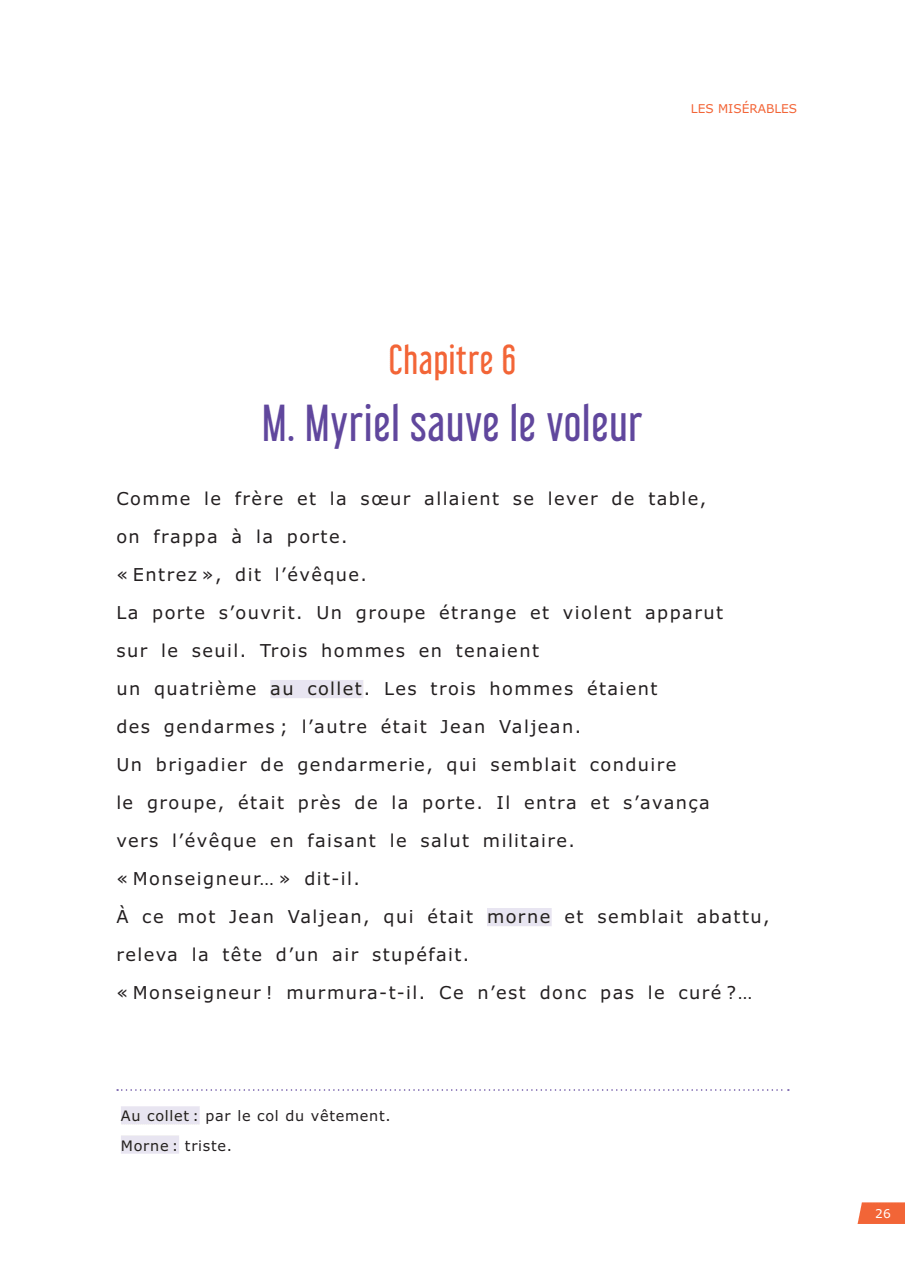 LES MISÉRABLES
Chapitre 6
M. Myriel sauve le voleur
Comme le frère et la sœur allaient se lever de table,
on frappa à la porte.
« Entrez », dit l’évêque.
La porte s’ouvrit. Un groupe étrange et violent apparut
sur le seuil. Trois hommes en tenaient
un quatrième au collet. Les trois hommes étaient
des gendarmes ; l’autre était Jean Valjean.
Un brigadier de gendarmerie, qui semblait conduire
le groupe, était près de la porte. Il entra et s’avança
vers l’évêque en faisant le salut militaire.
« Monseigneur… » dit-il.
À ce mot Jean Valjean, qui était morne et semblait abattu,
releva la tête d’un air stupéfait.
« Monseigneur ! murmura-t-il. Ce n’est donc pas le curé ?…
Au collet : par le col du vêtement.
Morne : triste.
26